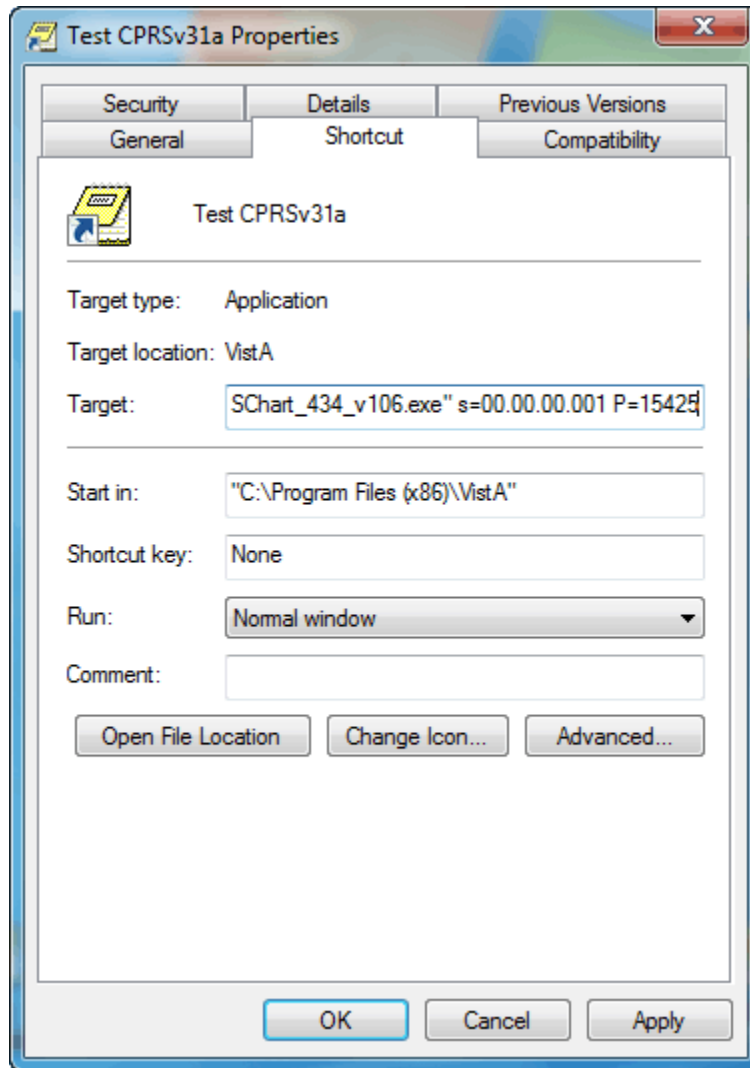 Test CPRSv31a Properties
Security Details Previous Versions
General Shortcut Compatibility
Test CPRSv31a
Target type: Application
Target location: VistA
Target: SChart_434_v106.exe" s=00.00.00.001 P=15425
Start in: "C:\Program Files (x86)\VistA"
Shortcut key: None
Run: Normal window
Comment:
Open File Location Change Icon... Advanced...
OK Cancel Apply